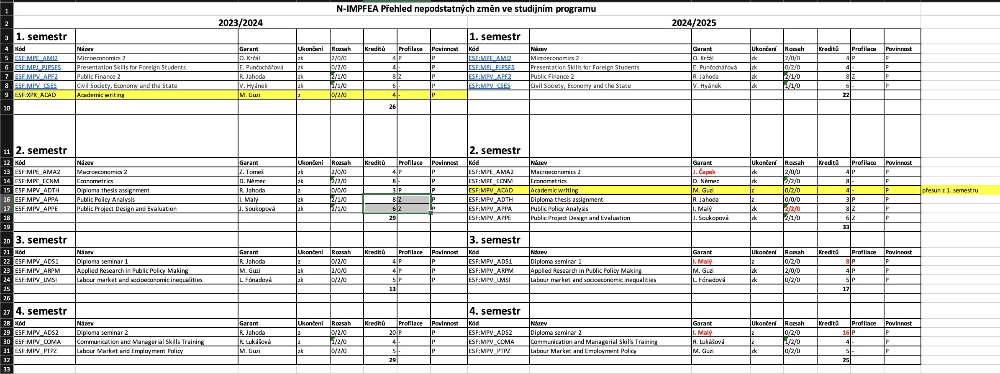 1 N-IMPFEA Přehled nepodstatných změn ve studijním programu
2 2023/2024 2024/2025
3 1. semestr 1. semestr
4 Kód Název Garant Ukončení Rozsah Kreditů Profilace Povinnost Kód Název Garant Ukončení Rozsah Kreditů Profilace Povinnost
5 ESF:MPE_AMI2 Microeconomics 2 O. Krčál zk 2/0/0 4 P P ESF:MPE_AMI2 Microeconomics 2 O. Krčál zk 2/0/0 4 P P
6 ESF:MPJ_PJPSFS Presentation Skills for Foreign Students E. Punčochářová zk 0/2/0 4 - P ESF:MPJ_PJPSFS Presentation Skills for Foreign Students E. Punčochářová zk 0/2/0 4 - P
7 ESF:MPV_APF2 Public Finance 2 R. Jahoda zk 2/1/0 8 Z P ESF:MPV_APF2 Public Finance 2 R. Jahoda zk 2/1/0 8 Z P
8 ESF:MPV_CSES Civil Society, Economy and the State V. Hyánek zk 1/1/0 6 - P ESF:MPV_CSES Civil Society, Economy and the State V. Hyánek zk 1/1/0 6 - P
9 ESF:XPX_ACAD Academic writing M. Guzi z 0/2/0 4 - P 22
10 26
11 2. semestr 2. semestr
12 Kód Název Garant Ukončení Rozsah Kreditů Profilace Povinnost Kód Název Garant Ukončení Rozsah Kreditů Profilace Povinnost
13 ESF:MPE_AMA2 Macroeconomics 2 Z. Tomeš zk 2/0/0 4 P P ESF:MPE_AMA2 Macroeconomics 2 J. Čapek zk 2/0/0 4 P P
14 ESF:MPE_ECNM Econometrics D. Němec zk 2/2/0 8 - P ESF:MPE_ECNM Econometrics D. Němec zk 2/2/0 8 - P
15 ESF:MPV_ADTH Diploma thesis assignment R. Jahoda z 0/0/0 3 P P ESF:MPV_ACAD Academic writing M. Guzi z 0/2/0 4 - P přesun z 1. semestru
16 ESF:MPV_APPA Public Policy Analysis I. Malý zk 2/1/0 8 Z P ESF:MPV_ADTH Diploma thesis assignment R. Jahoda z 0/0/0 3 P P
17 ESF:MPV_APPE Public Project Design and Evaluation J. Soukopová zk 2/1/0 6 Z P ESF:MPV_APPA Public Policy Analysis I. Malý zk 2/2/0 8 Z P
18 29 ESF:MPV_APPE Public Project Design and Evaluation J. Soukopová zk 2/1/0 6 Z P
19 33
20 3. semestr 3. semestr
21 Kód Název Garant Ukončení Rozsah Kreditů Profilace Povinnost Kód Název Garant Ukončení Rozsah Kreditů Profilace Povinnost
22 ESF:MPV_ADS1 Diploma seminar 1 R. Jahoda z 0/2/0 4 P P ESF:MPV_ADS1 Diploma seminar 1 I. Malý z 0/2/0 8 P P
23 ESF:MPV_ARPM Applied Research in Public Policy Making M. Guzi zk 2/0/0 4 P P ESF:MPV_ARPM Applied Research in Public Policy Making M. Guzi zk 2/0/0 4 P P
24 ESF:MPV_LMSI Labour market and socioeconomic inequalities L. Fónadová zk 0/2/0 5 P P ESF:MPV_LMSI Labour market and socioeconomic inequalities L. Fónadová zk 0/2/0 5 P P
25 13 17
26
27 4. semestr 4. semestr
28 Kód Název Garant Ukončení Rozsah Kreditů Profilace Povinnost Kód Název Garant Ukončení Rozsah Kreditů Profilace Povinnost
29 ESF:MPV_ADS2 Diploma seminar 2 R. Jahoda z 0/2/0 20 P P ESF:MPV_ADS2 Diploma seminar 2 I. Malý z 0/2/0 16 P P
30 ESF:MPV_COMA Communication and Managerial Skills Training R. Lukášová z 1/2/0 4 - P ESF:MPV_COMA Communication and Managerial Skills Training R. Lukášová z 1/2/0 4 - P
31 ESF:MPV_PTPZ Labour Market and Employment Policy M. Guzi zk 0/2/0 5 - P ESF:MPV_PTPZ Labour Market and Employment Policy M. Guzi zk 0/2/0 5 - P
32 29 25
33